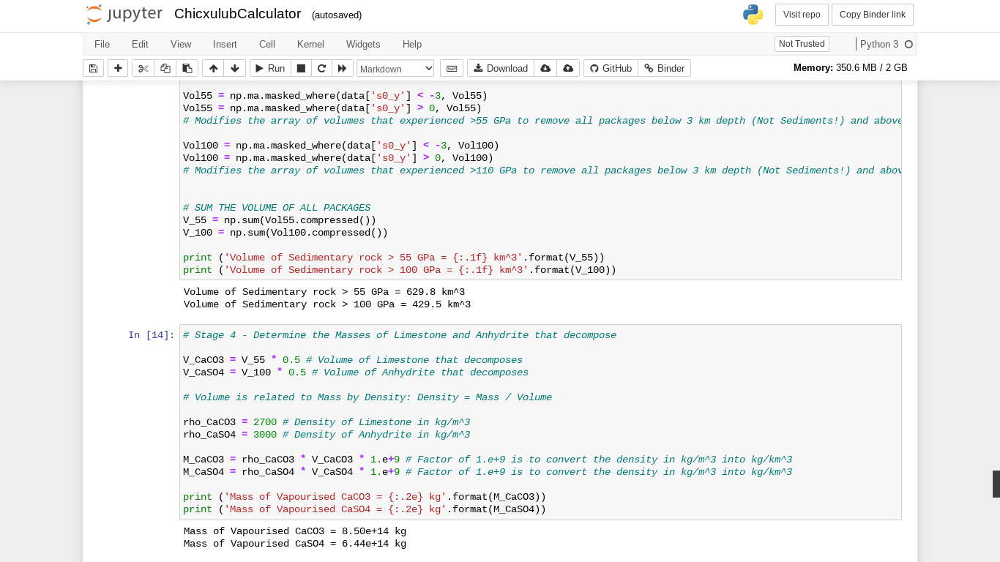 jupyter ChicxulubCalculator (autosaved) Visit repo Copy Binder link
File Edit View Insert Cell Kernel Widgets Help Not Trusted Python 3
Run Markdown Download GitHub Binder Memory: 350.6 MB / 2 GB
Vol55 = np.ma.masked_where(data['s0_y'] < -3, Vol55)
Vol55 = np.ma.masked_where(data['s0_y'] > 0, Vol55)
# Modifies the array of volumes that experienced >55 GPa to remove all packages below 3 km depth (Not Sediments!) and above
Vol100 = np.ma.masked_where(data['s0_y'] < -3, Vol100)
Vol100 = np.ma.masked_where(data['s0_y'] > 0, Vol100)
# Modifies the array of volumes that experienced >110 GPa to remove all packages below 3 km depth (Not Sediments!) and abov
# SUM THE VOLUME OF ALL PACKAGES
V_55 = np.sum(Vol55.compressed())
V_100 = np.sum(Vol100.compressed())
print ('Volume of Sedimentary rock > 55 GPa = {:.1f} km^3'.format(V_55))
print ('Volume of Sedimentary rock > 100 GPa = {:.1f} km^3'.format(V_100))
Volume of Sedimentary rock > 55 GPa = 629.8 km^3
Volume of Sedimentary rock > 100 GPa = 429.5 km^3
In [14]: # Stage 4 - Determine the Masses of Limestone and Anhydrite that decompose
V_CaCO3 = V_55 * 0.5 # Volume of Limestone that decomposes
V_CaSO4 = V_100 * 0.5 # Volume of Anhydrite that decomposes
# Volume is related to Mass by Density: Density = Mass / Volume
rho_CaCO3 = 2700 # Density of Limestone in kg/m^3
rho_CaSO4 = 3000 # Density of Anhydrite in kg/m^3
M_CaCO3 = rho_CaCO3 * V_CaCO3 * 1.e+9 # Factor of 1.e+9 is to convert the density in kg/m^3 into kg/km^3
M_CaSO4 = rho_CaSO4 * V_CaSO4 * 1.e+9 # Factor of 1.e+9 is to convert the density in kg/m^3 into kg/km^3
print ('Mass of Vapourised CaCO3 = {:.2e} kg'.format(M_CaCO3))
print ('Mass of Vapourised CaSO4 = {:.2e} kg'.format(M_CaSO4))
Mass of Vapourised CaCO3 = 8.50e+14 kg
Mass of Vapourised CaSO4 = 6.44e+14 kg